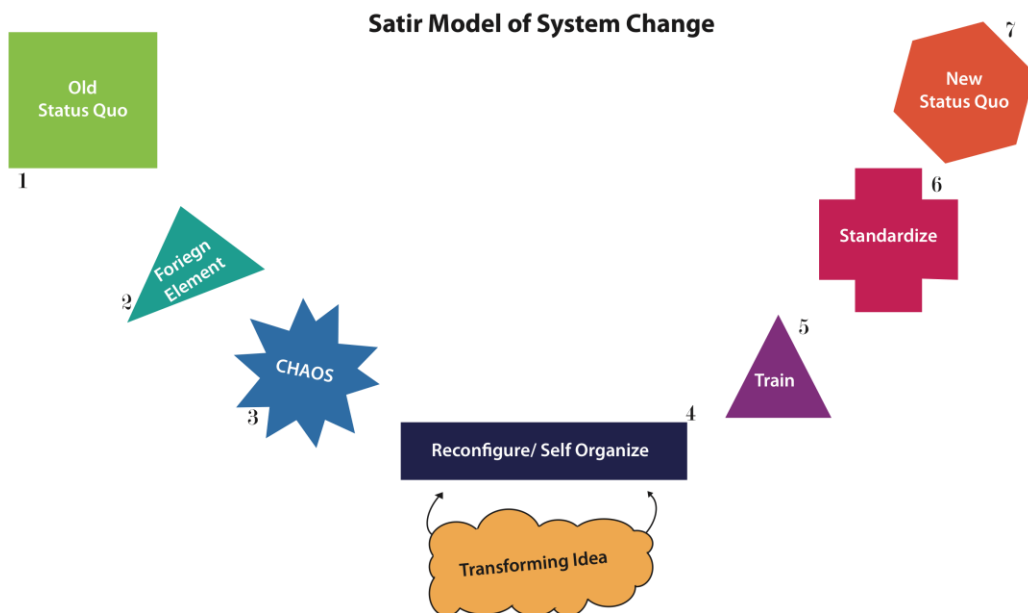 Satir Model of System Change
Old
Status Quo
1
Foriegn
Element
2
CHAOS
3
Reconfigure/ Self Organize
4
Transforming Idea
Train
5
Standardize
6
New
Status Quo
7